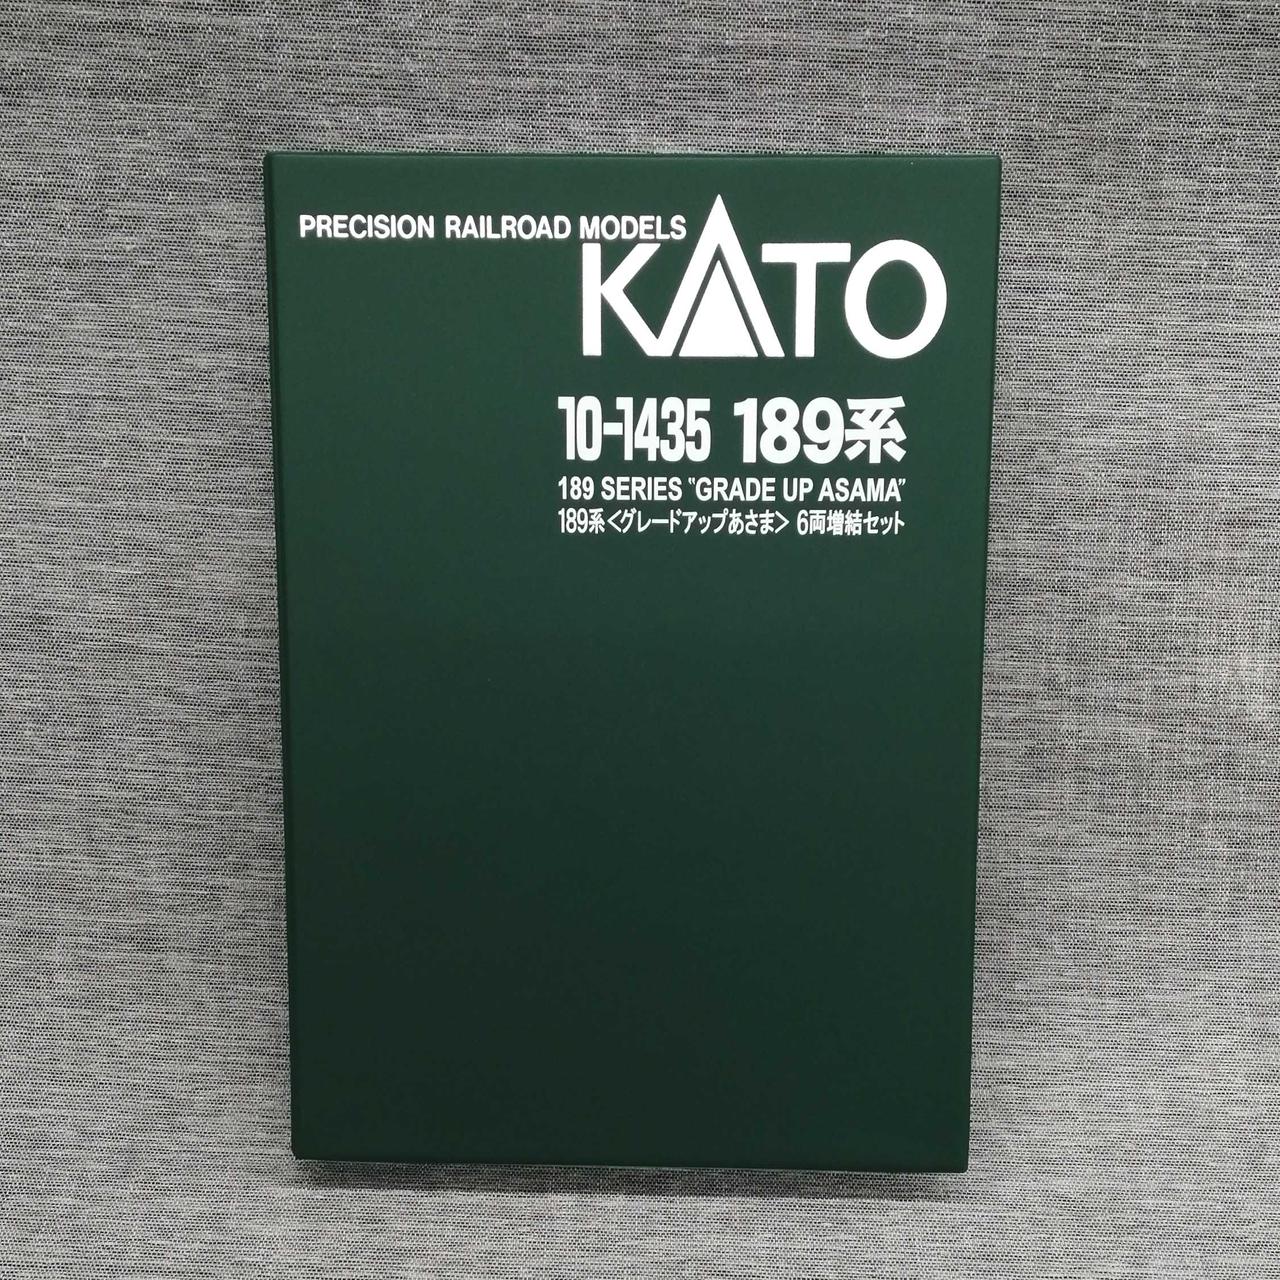 PRECISION RAILROAD MODELS
KATO
10-1435 189系
189 SERIES "GRADE UP ASAMA"
189系<グレードアップあさま> 6両増結セット